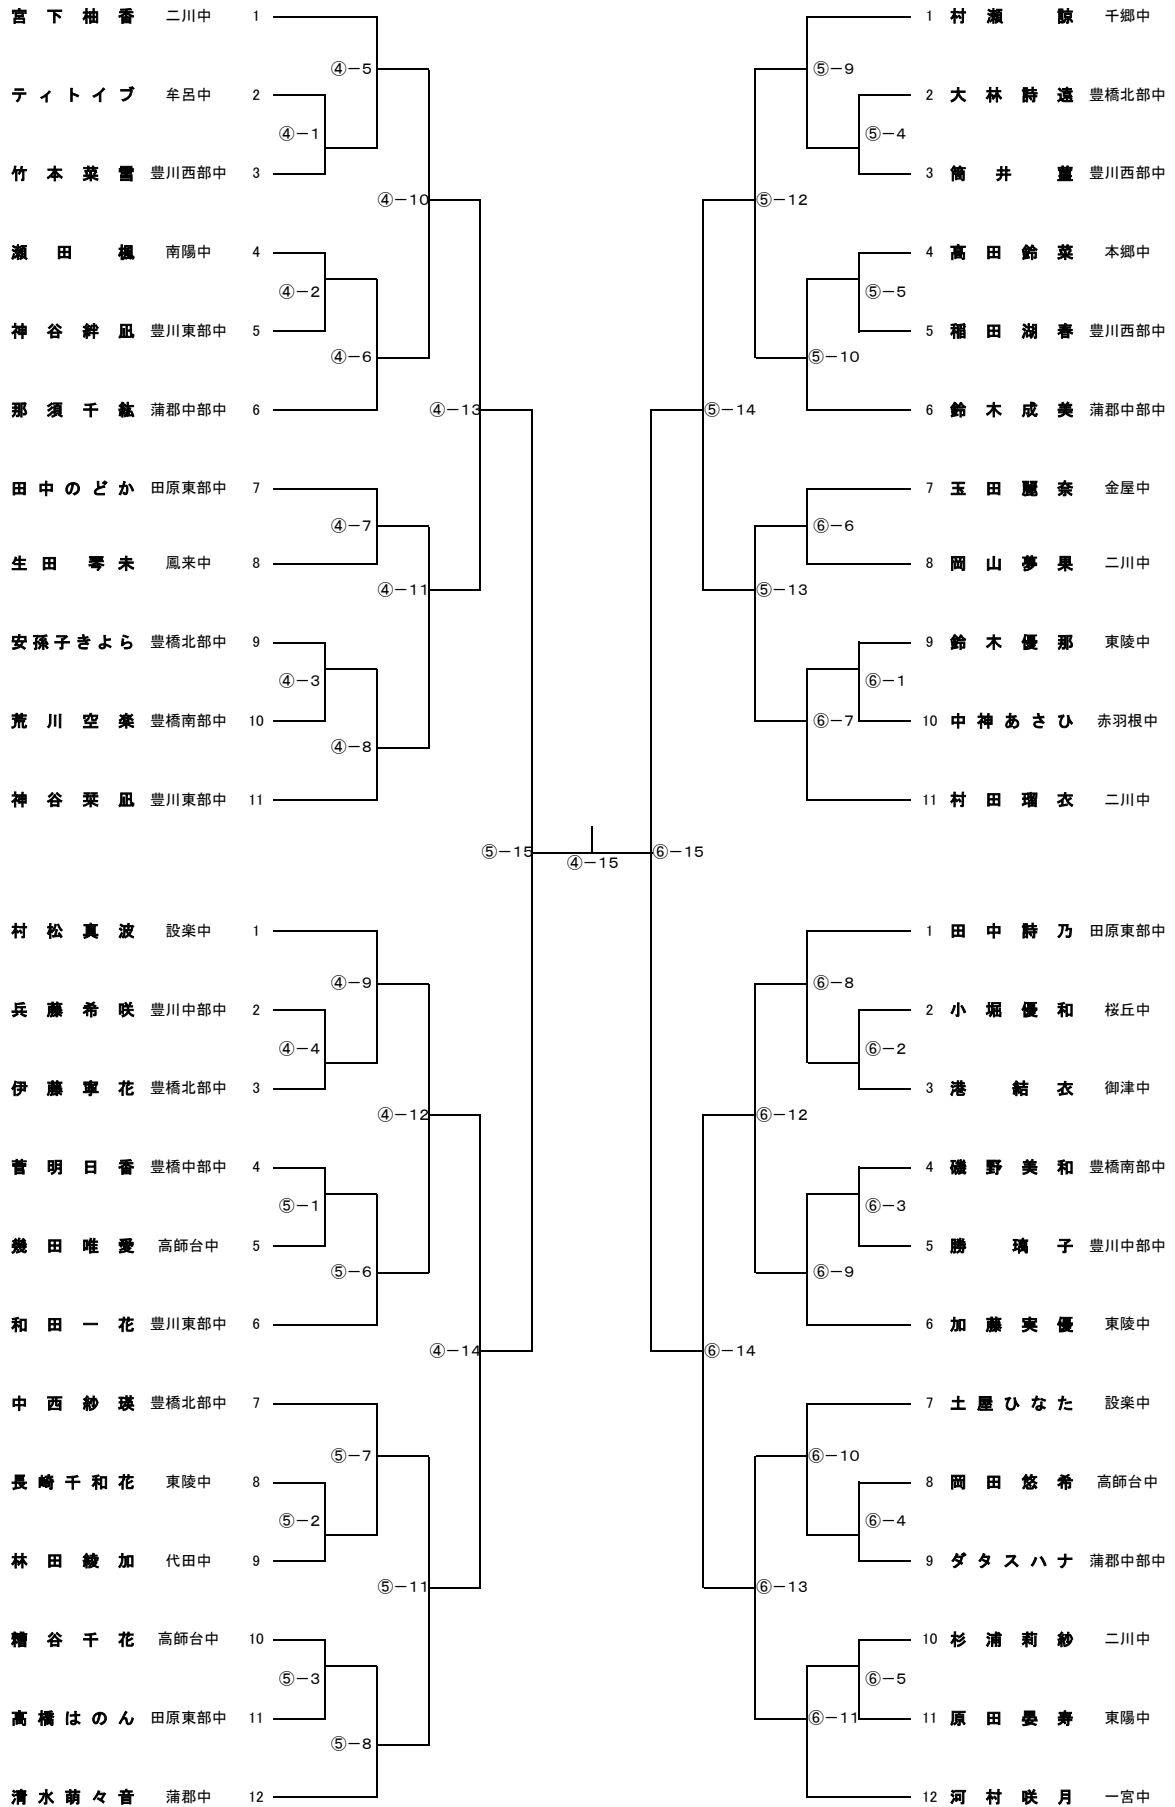 宮下柚香 二川中 1
④－5
ティトイブ 牟呂中 2
④－1
竹本菜雪 豊川西部中 3
④－10
瀬田楓 南陽中 4
④－2
神谷絆凪 豊川東部中 5
④－6
那須千紘 蒲郡中部中 6
④－13
田中のどか 田原東部中 7
④－7
生田琴未 鳳来中 8
④－11
安孫子きよら 豊橋北部中 9
④－3
荒川空楽 豊橋南部中 10
④－8
神谷栞凪 豊川東部中 11
⑤－15
④－15
⑥－15
村松真波 設楽中 1
④－9
兵藤希咲 豊川中部中 2
④－4
伊藤寧花 豊橋北部中 3
④－12
菅明日香 豊橋中部中 4
⑤－1
幾田唯愛 高師台中 5
⑤－6
和田一花 豊川東部中 6
④－14
中西紗瑛 豊橋北部中 7
⑤－7
長崎千和花 東陵中 8
⑤－2
林田綾加 代田中 9
⑤－11
糟谷千花 高師台中 10
⑤－3
高橋はのん 田原東部中 11
⑤－8
清水萌々音 蒲郡中 12
1 村瀬諒 千郷中
⑤－9
2 大林詩遠 豊橋北部中
⑤－4
3 筒井菫 豊川西部中
⑤－12
4 高田鈴菜 本郷中
⑤－5
5 稲田湖春 豊川西部中
⑤－10
6 鈴木成美 蒲郡中部中
⑤－14
7 玉田麗奈 金屋中
⑥－6
8 岡山夢果 二川中
⑤－13
9 鈴木優那 東陵中
⑥－1
10 中神あさひ 赤羽根中
⑥－7
11 村田瑠衣 二川中
1 田中詩乃 田原東部中
⑥－8
2 小堀優和 桜丘中
⑥－2
3 港結衣 御津中
⑥－12
4 磯野美和 豊橋南部中
⑥－3
5 勝璃子 豊川中部中
⑥－9
6 加藤実優 東陵中
⑥－14
7 土屋ひなた 設楽中
⑥－10
8 岡田悠希 高師台中
⑥－4
9 ダタスハナ 蒲郡中部中
⑥－13
10 杉浦莉紗 二川中
⑥－5
11 原田晏寿 東陽中
⑥－11
12 河村咲月 一宮中